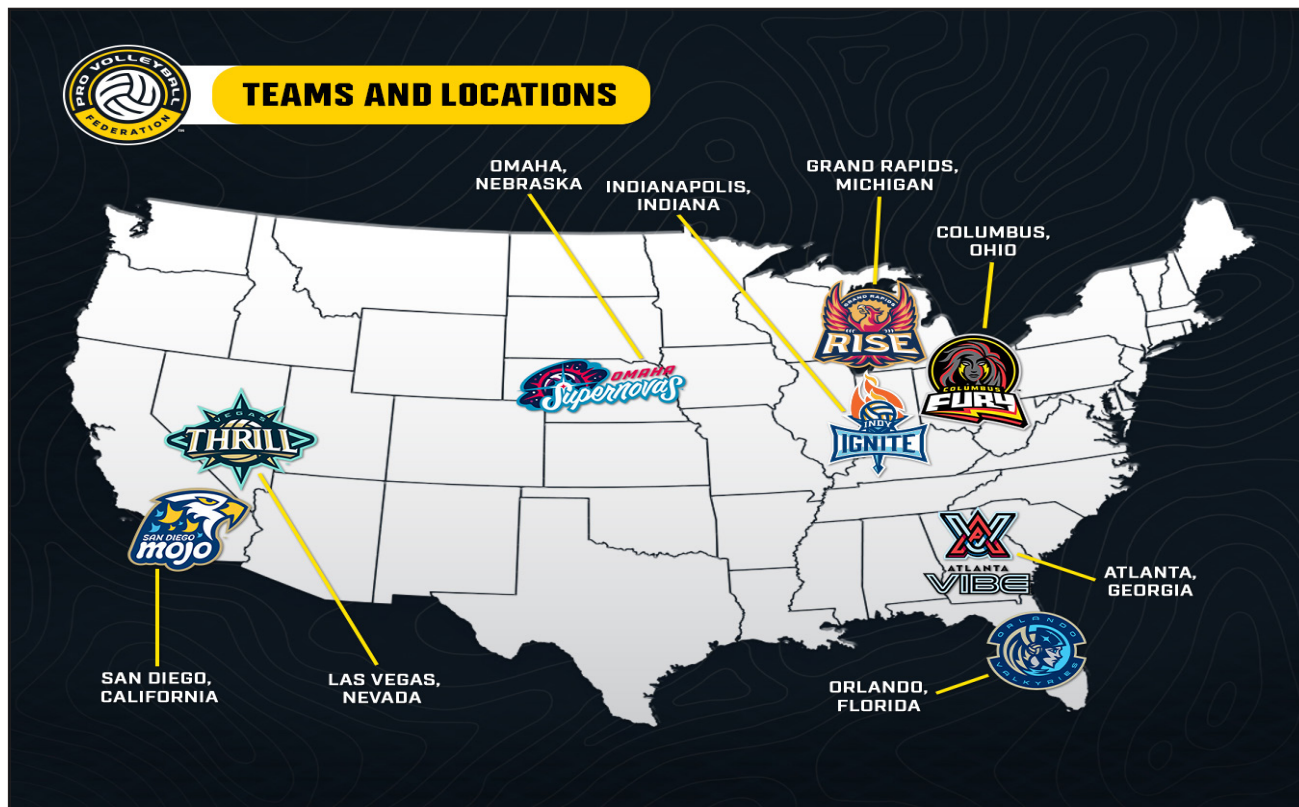 PRO VOLLEYBALL
FEDERATION
TM
TEAMS AND LOCATIONS
OMAHA,
NEBRASKA
INDIANAPOLIS,
INDIANA
GRAND RAPIDS,
MICHIGAN
COLUMBUS,
OHIO
GRAND RAPIDS
RISE
OMAHA
Supernovas
COLUMBUS
FURY
VEGAS
THRILL
INDY
IGNITE
SAN DIEGO
mojo
ATLANTA
VIBE
ATLANTA,
GEORGIA
ORLANDO
VALKYRIES
SAN DIEGO,
CALIFORNIA
LAS VEGAS,
NEVADA
ORLANDO,
FLORIDA